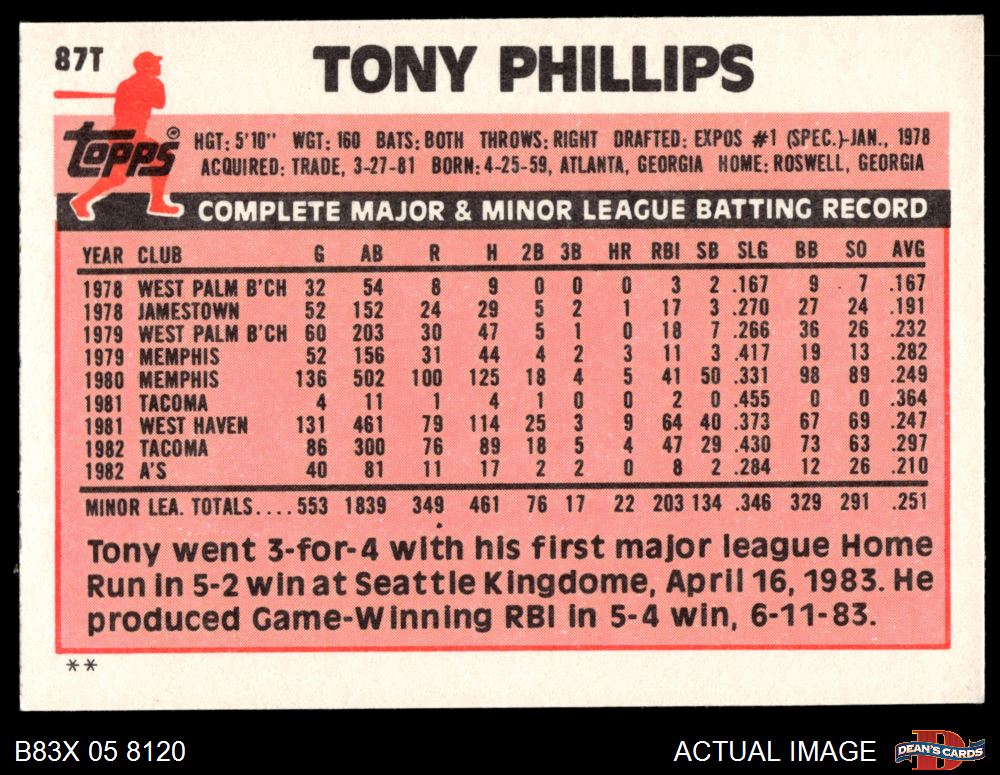 87T
TONY PHILLIPS
Topps®
HGT: 5'10" WGT: 160 BATS: BOTH THROWS: RIGHT DRAFTED: EXPOS #1 (SPEC.)-JAN., 1978
ACQUIRED: TRADE, 3-27-81 BORN: 4-25-59, ATLANTA, GEORGIA HOME: ROSWELL, GEORGIA
COMPLETE MAJOR & MINOR LEAGUE BATTING RECORD
YEAR CLUB G AB R H 2B 3B HR RBI SB SLG BB SO AVG
1978 WEST PALM B'CH 32 54 8 9 0 0 0 3 2 .167 9 7 .167
1978 JAMESTOWN 52 152 24 29 5 2 1 17 3 .270 27 24 .191
1979 WEST PALM B'CH 60 203 30 47 5 1 0 18 7 .266 36 26 .232
1979 MEMPHIS 52 156 31 44 4 2 3 11 3 .417 19 13 .282
1980 MEMPHIS 136 502 100 125 18 4 5 41 50 .331 98 89 .249
1981 TACOMA 4 11 1 4 1 0 0 2 0 .455 0 0 .364
1981 WEST HAVEN 131 461 79 114 25 3 9 64 40 .373 67 69 .247
1982 TACOMA 86 300 76 89 18 5 4 47 29 .430 73 63 .297
1982 A'S 40 81 11 17 2 2 0 8 2 .284 12 26 .210
MINOR LEA. TOTALS.... 553 1839 349 461 76 17 22 203 134 .346 329 291 .251
Tony went 3-for-4 with his first major league Home
Run in 5-2 win at Seattle Kingdome, April 16, 1983. He
produced Game-Winning RBI in 5-4 win, 6-11-83.
**
B83X 05 8120
ACTUAL IMAGE
DEAN'S CARDS